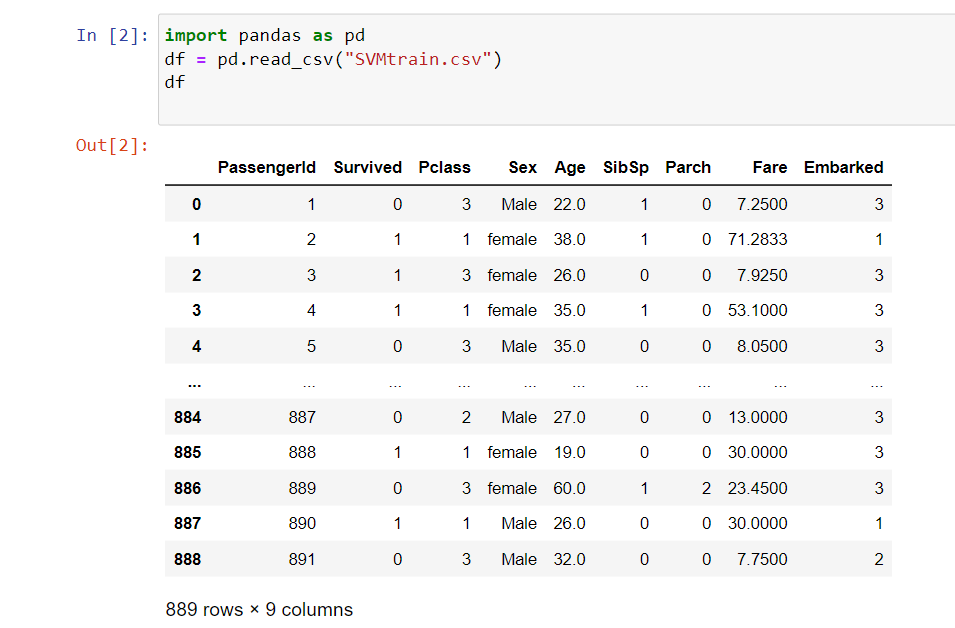 In [2]: import pandas as pd
df = pd.read_csv("SVMtrain.csv")
df
Out[2]:
PassengerId Survived Pclass Sex Age SibSp Parch Fare Embarked
0 1 0 3 Male 22.0 1 0 7.2500 3
1 2 1 1 female 38.0 1 0 71.2833 1
2 3 1 3 female 26.0 0 0 7.9250 3
3 4 1 1 female 35.0 1 0 53.1000 3
4 5 0 3 Male 35.0 0 0 8.0500 3
... ... ... ... ... ... ... ... ... ...
884 887 0 2 Male 27.0 0 0 13.0000 3
885 888 1 1 female 19.0 0 0 30.0000 3
886 889 0 3 female 60.0 1 2 23.4500 3
887 890 1 1 Male 26.0 0 0 30.0000 1
888 891 0 3 Male 32.0 0 0 7.7500 2
889 rows × 9 columns